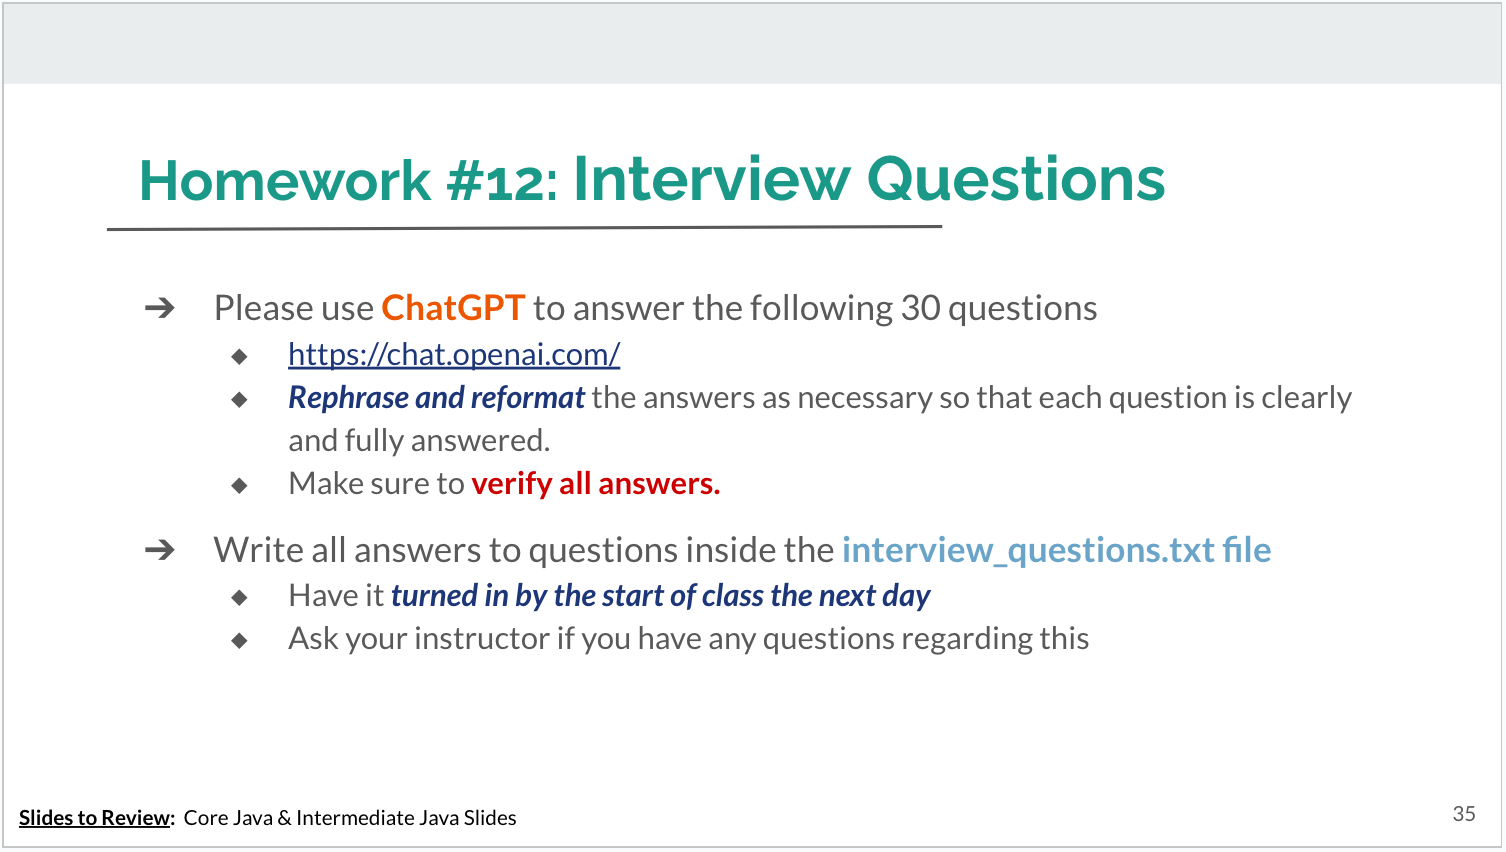 Homework #12: Interview Questions
➔ Please use ChatGPT to answer the following 30 questions
◆ https://chat.openai.com/
◆ Rephrase and reformat the answers as necessary so that each question is clearly
and fully answered.
◆ Make sure to verify all answers.
➔ Write all answers to questions inside the interview_questions.txt file
◆ Have it turned in by the start of class the next day
◆ Ask your instructor if you have any questions regarding this
Slides to Review: Core Java & Intermediate Java Slides
35